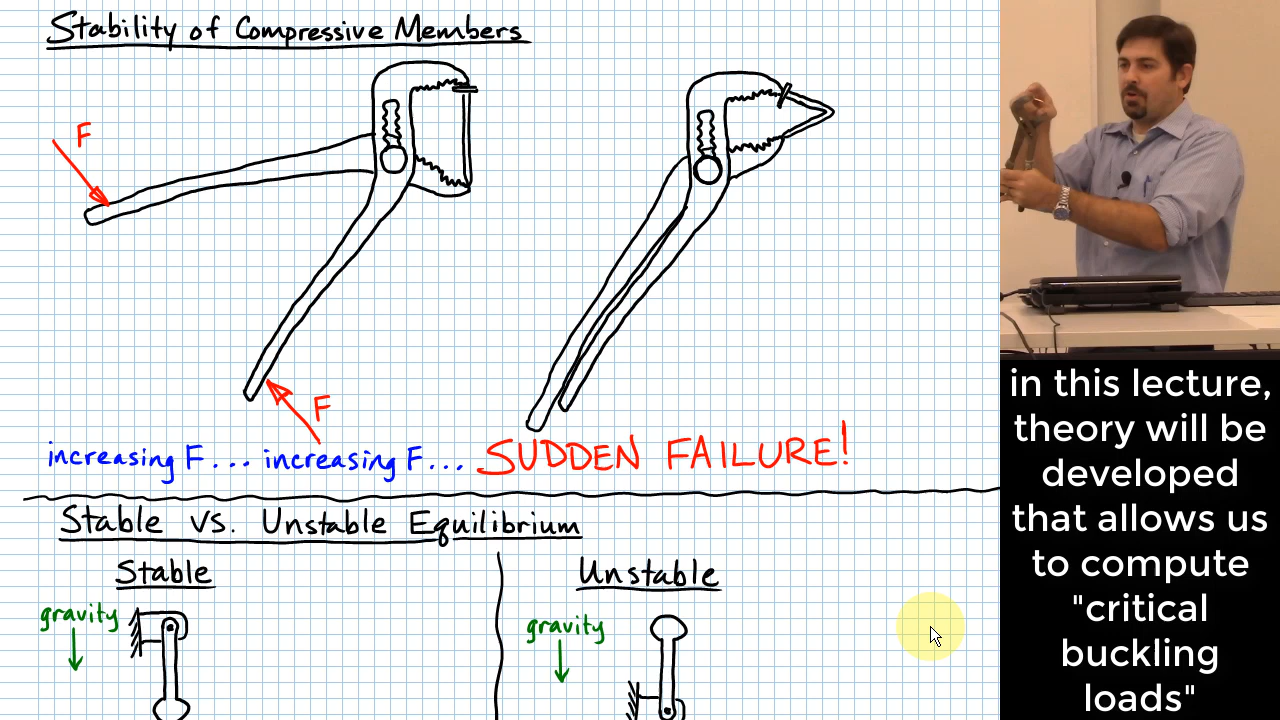 Stability of Compressive Members
F
F
increasing F... increasing F... SUDDEN FAILURE!
Stable vs. Unstable Equilibrium
Stable
Unstable
gravity
gravity
in this lecture,
theory will be
developed
that allows us
to compute
"critical
buckling
loads"